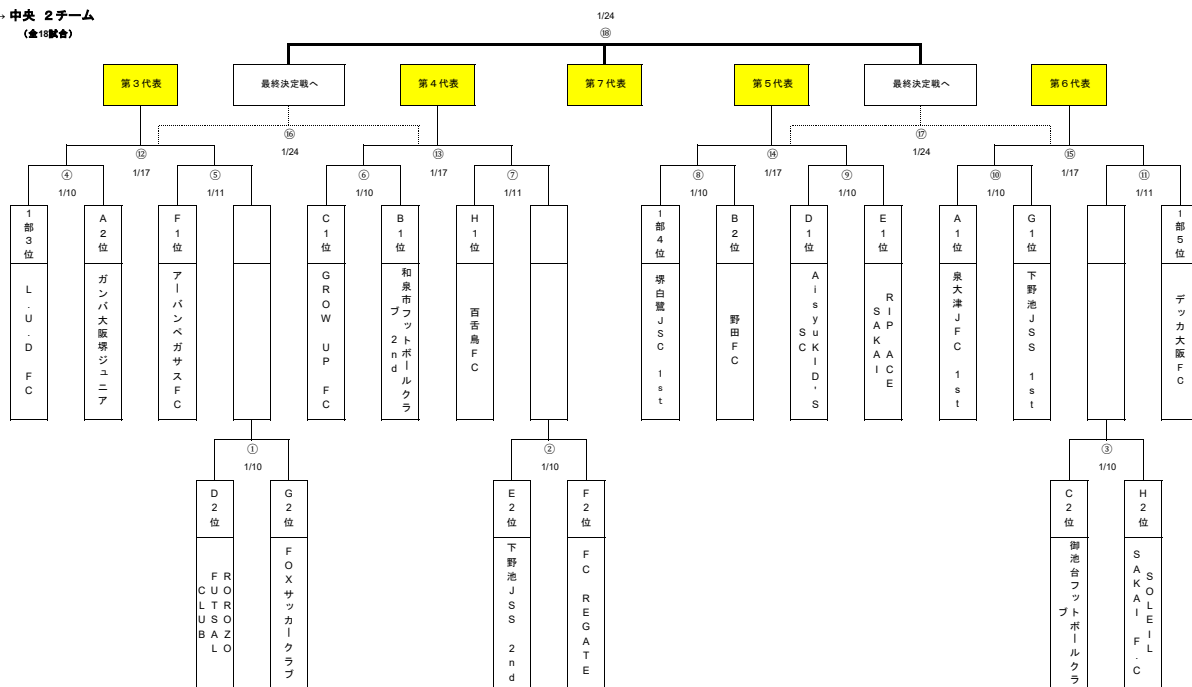 → 中央 2チーム
(全18試合)
1/24
⑱
第3代表
最終決定戦へ
第4代表
第7代表
第5代表
最終決定戦へ
第6代表
⑯
1/24
⑰
1/24
⑫
1/17
⑬
1/17
⑭
1/17
⑮
1/17
④
1/10
⑤
1/11
⑥
1/10
⑦
1/11
⑧
1/10
⑨
1/10
⑩
1/10
⑪
1/11
1部3位
L.U.D FC
A2位
ガンバ大阪堺ジュニア
F1位
アーバンペガサスFC
C1位
GROW UP FC
B1位
和泉市フットボールクラ
ブ 2nd
H1位
百舌鳥FC
1部4位
堺白鷺JSC 1st
B2位
野田FC
D1位
AisyuKID'S
SC
E1位
RIP ACE
SAKAI
A1位
泉大津JFC 1st
G1位
下野池JSS 1st
1部5位
デッカ大阪FC
①
1/10
②
1/10
③
1/10
D2位
ROROZO
FUTSAL
CLUB
G2位
FOXサッカークラブ
E2位
下野池JSS 2nd
F2位
FC REGATE
C2位
御池台フットボールクラ
ブ
H2位
SOLEIL
SAKAI F.C